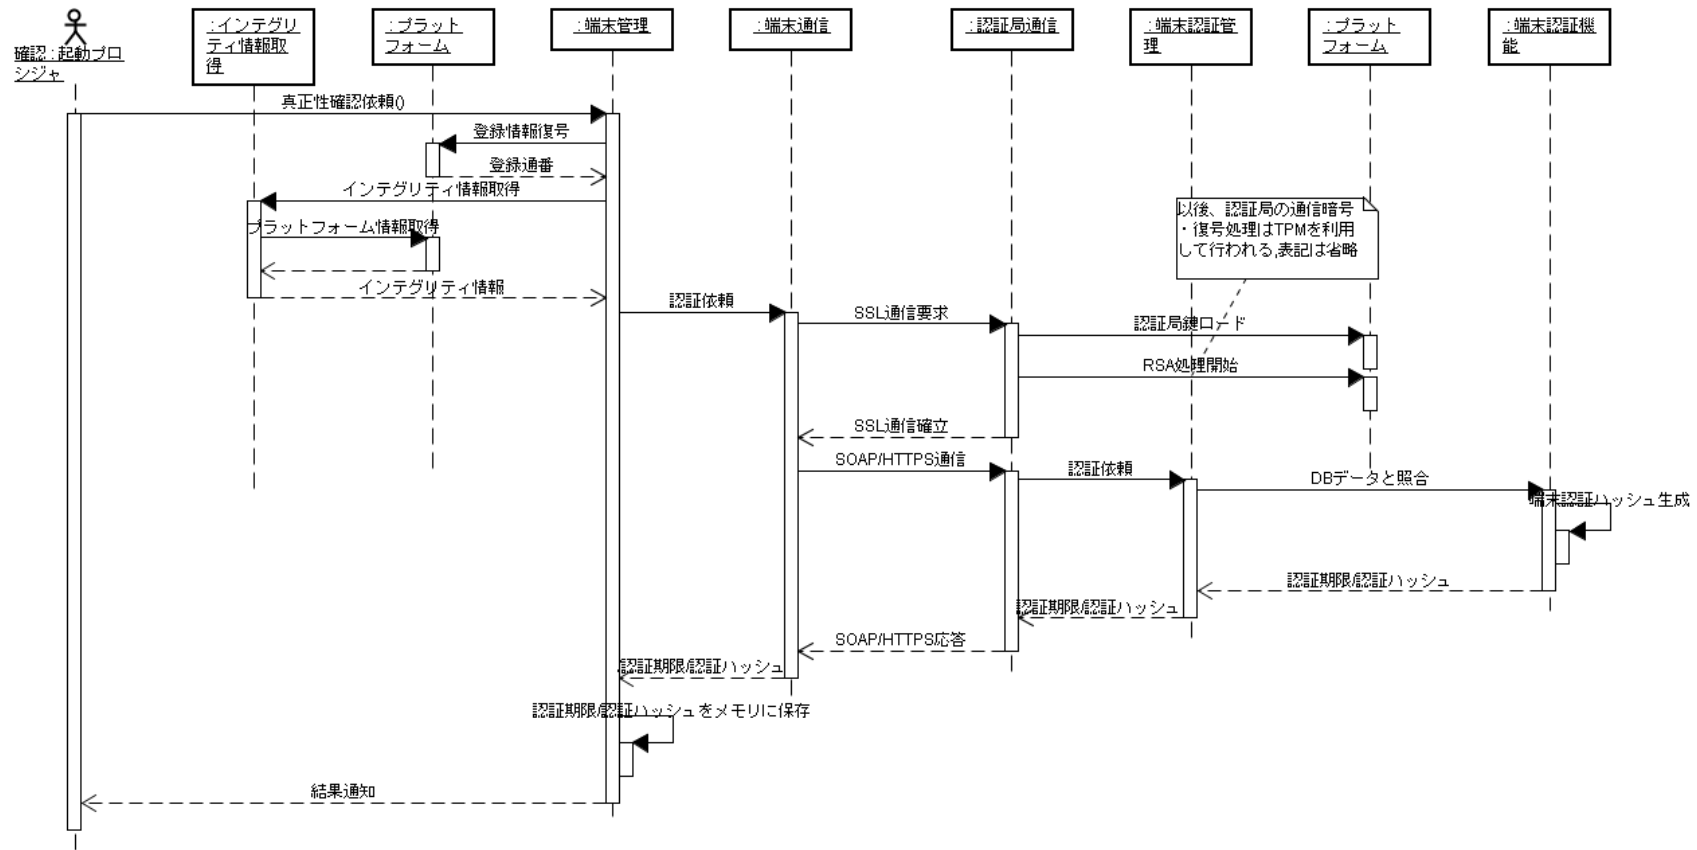 確認 : 起動プロ
シジャ
: インテグリ
ティ情報取
得
: プラット
フォーム
: 端末管理
: 端末通信
: 認証局通信
: 端末認証管
理
: プラット
フォーム
: 端末認証機
能
真正性確認依頼()
登録情報復号
登録通番
インテグリティ情報取得
プラットフォーム情報取得
インテグリティ情報
以後、認証局の通信暗号
・復号処理はTPMを利用
して行われる,表記は省略
認証依頼
SSL通信要求
認証局鍵ロード
RSA処理開始
SSL通信確立
SOAP/HTTPS通信
認証依頼
DBデータと照合
端末認証ハッシュ生成
認証期限/認証ハッシュ
認証期限/認証ハッシュ
SOAP/HTTPS応答
認証期限/認証ハッシュ
認証期限/認証ハッシュをメモリに保存
結果通知